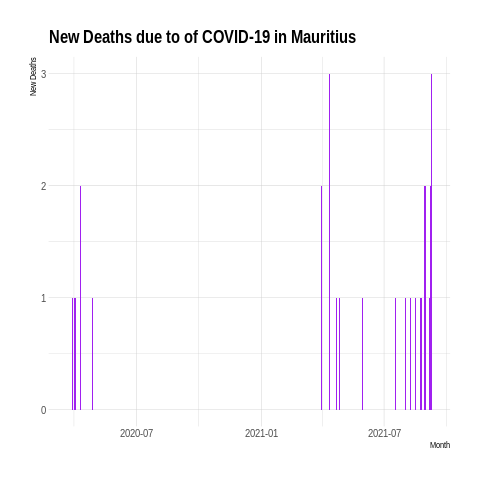 New Deaths due to of COVID-19 in Mauritius
New Deaths
3
2
1
0
2020-07 2021-01 2021-07
Month